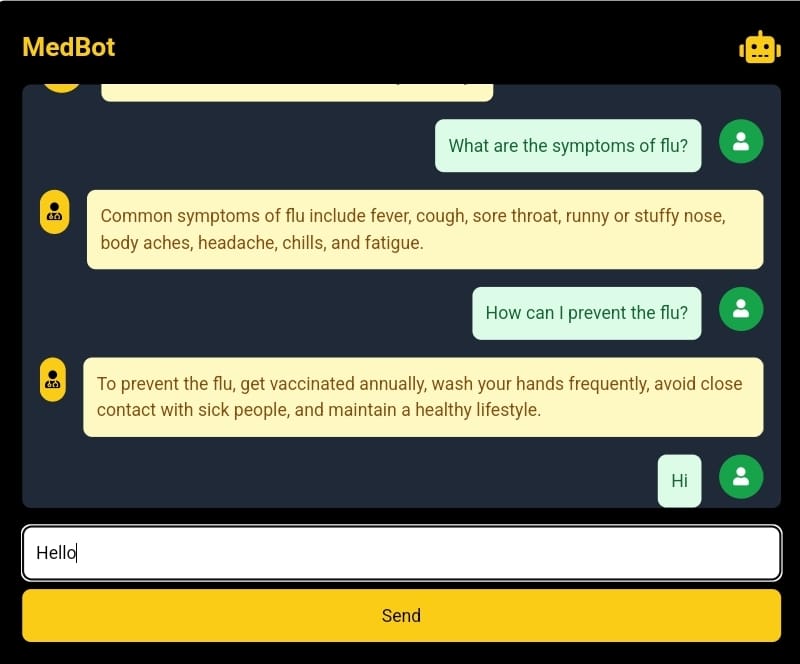 MedBot
What are the symptoms of flu?
Common symptoms of flu include fever, cough, sore throat, runny or stuffy nose,
body aches, headache, chills, and fatigue.
How can I prevent the flu?
To prevent the flu, get vaccinated annually, wash your hands frequently, avoid close
contact with sick people, and maintain a healthy lifestyle.
Hi
Hello
Send